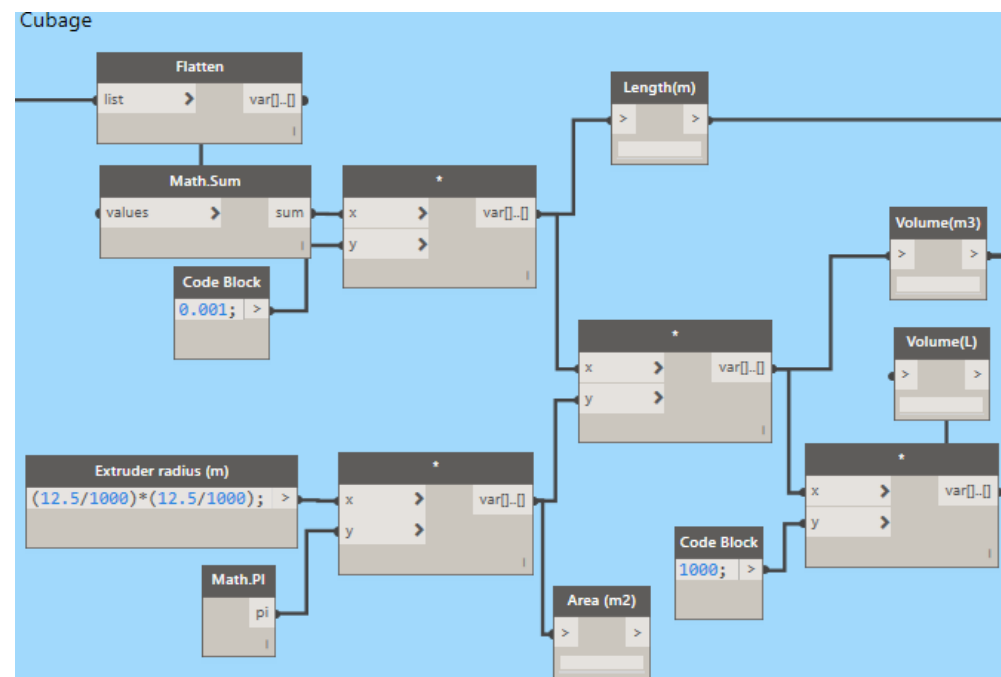 Cubage
Flatten
list > var[]..[]
Math.Sum
values > sum
Code Block
0.001; >
*
x > var[]..[]
y >
Length(m)
> >
Volume(m3)
> >
Volume(L)
> >
*
x > var[]..[]
y >
Extruder radius (m)
(12.5/1000)*(12.5/1000); >
Math.PI
pi
*
x > var[]..[]
y >
Area (m2)
> >
Code Block
1000; >
*
x > var[]..[]
y >